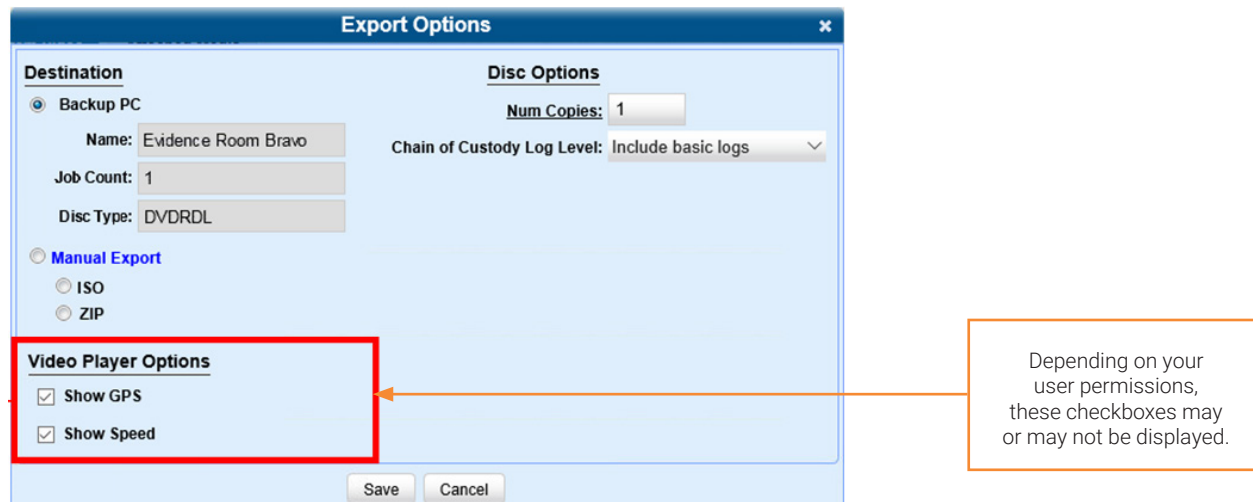 Export Options
Destination
Backup PC
Name: Evidence Room Bravo
Job Count: 1
Disc Type: DVDRDL
Manual Export
ISO
ZIP
Disc Options
Num Copies: 1
Chain of Custody Log Level: Include basic logs
Video Player Options
Show GPS
Show Speed
Save Cancel
Depending on your
user permissions,
these checkboxes may
or may not be displayed.